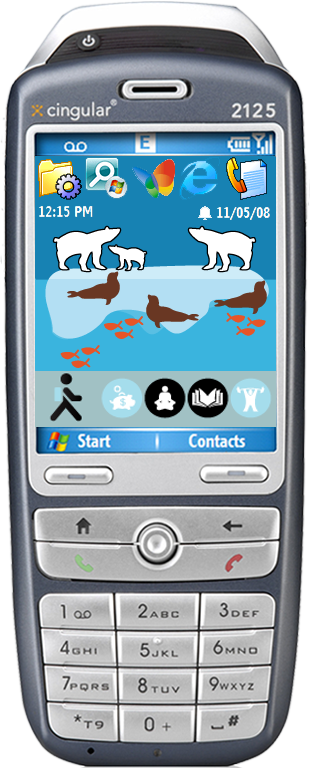 cingular®
2125
E
12:15 PM
11/05/08
Start
Contacts
1
2ABC
3DEF
4GHI
5JKL
6MNO
7PQRS
8TUV
9WXYZ
*T9
0 +
#